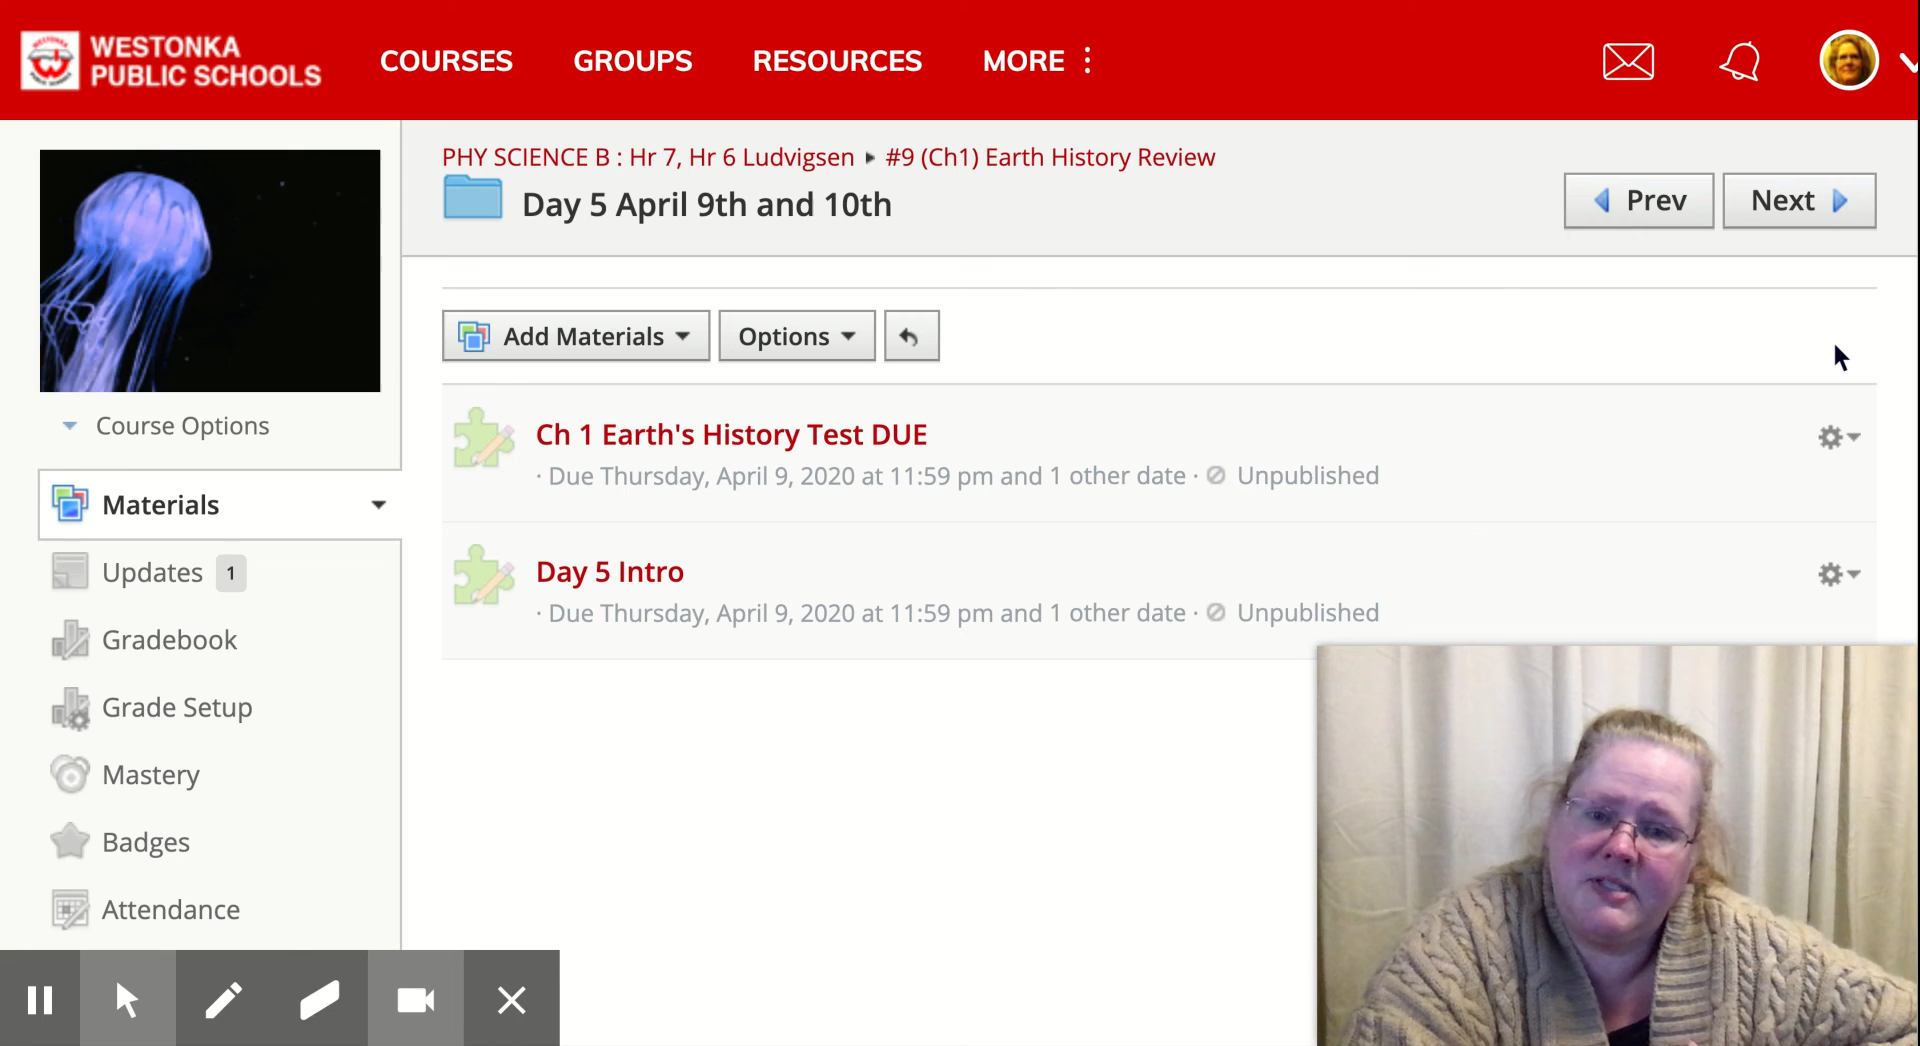 WESTONKA
PUBLIC SCHOOLS
COURSES GROUPS RESOURCES MORE
PHY SCIENCE B : Hr 7, Hr 6 Ludvigsen ▸ #9 (Ch1) Earth History Review
Day 5 April 9th and 10th
Prev Next
Add Materials Options
Ch 1 Earth's History Test DUE
· Due Thursday, April 9, 2020 at 11:59 pm and 1 other date · Unpublished
Day 5 Intro
· Due Thursday, April 9, 2020 at 11:59 pm and 1 other date · Unpublished
Course Options
Materials
Updates 1
Gradebook
Grade Setup
Mastery
Badges
Attendance